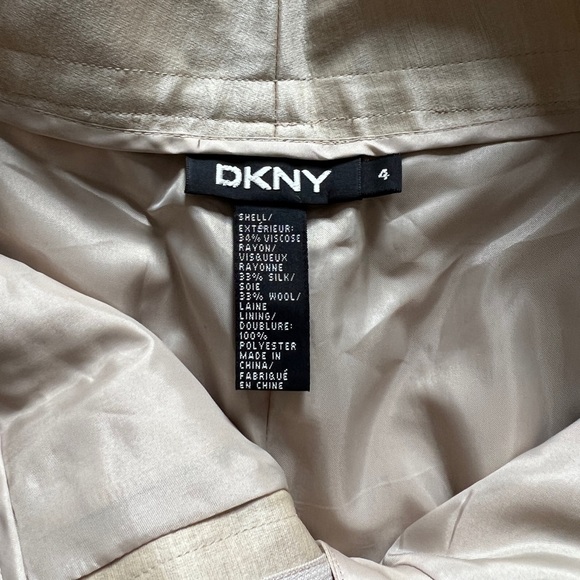 DKNY 4
SHELL/
EXTÉRIEUR:
34% VISCOSE
RAYON/
VISQUEUX
RAYONNE
33% SILK/
SOIE
33% WOOL/
LAINE
LINING/
DOUBLURE:
100%
POLYESTER
MADE IN
CHINA/
FABRIQUÉ
EN CHINE